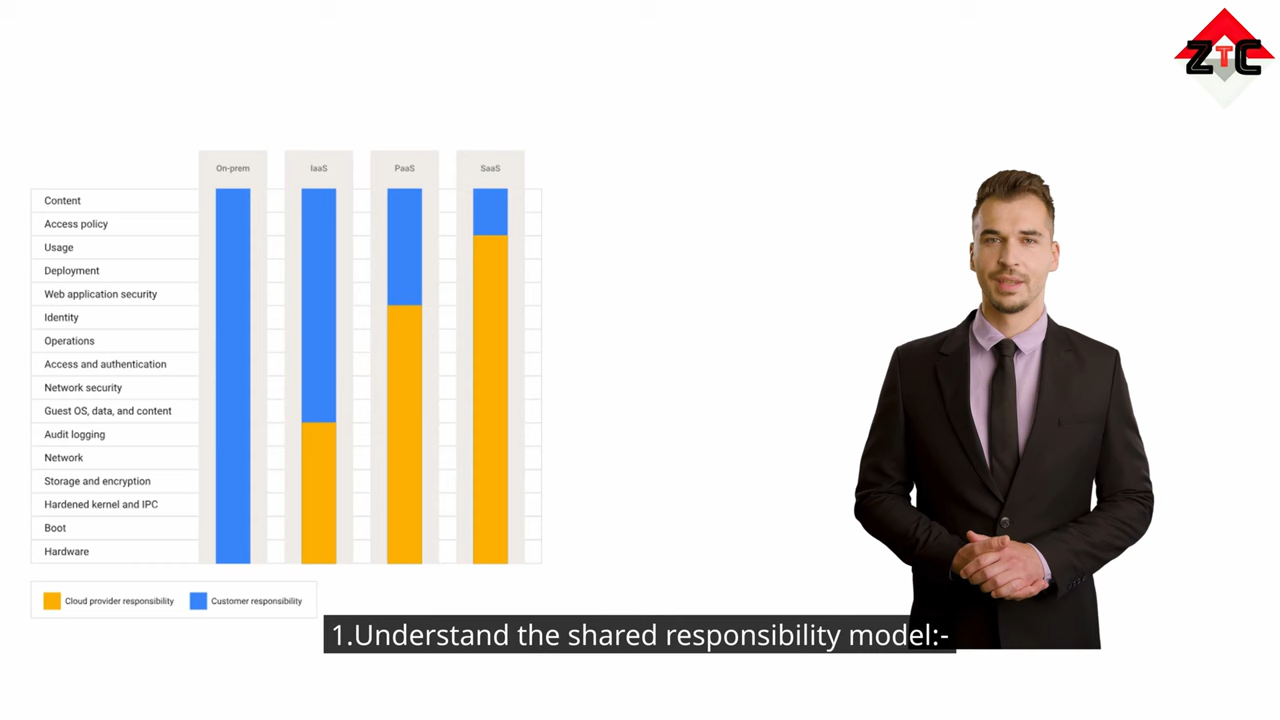 ZTC
On-prem
IaaS
PaaS
SaaS
Content
Access policy
Usage
Deployment
Web application security
Identity
Operations
Access and authentication
Network security
Guest OS, data, and content
Audit logging
Network
Storage and encryption
Hardened kernel and IPC
Boot
Hardware
Cloud provider responsibility
Customer responsibility
1.Understand the shared responsibility model:-